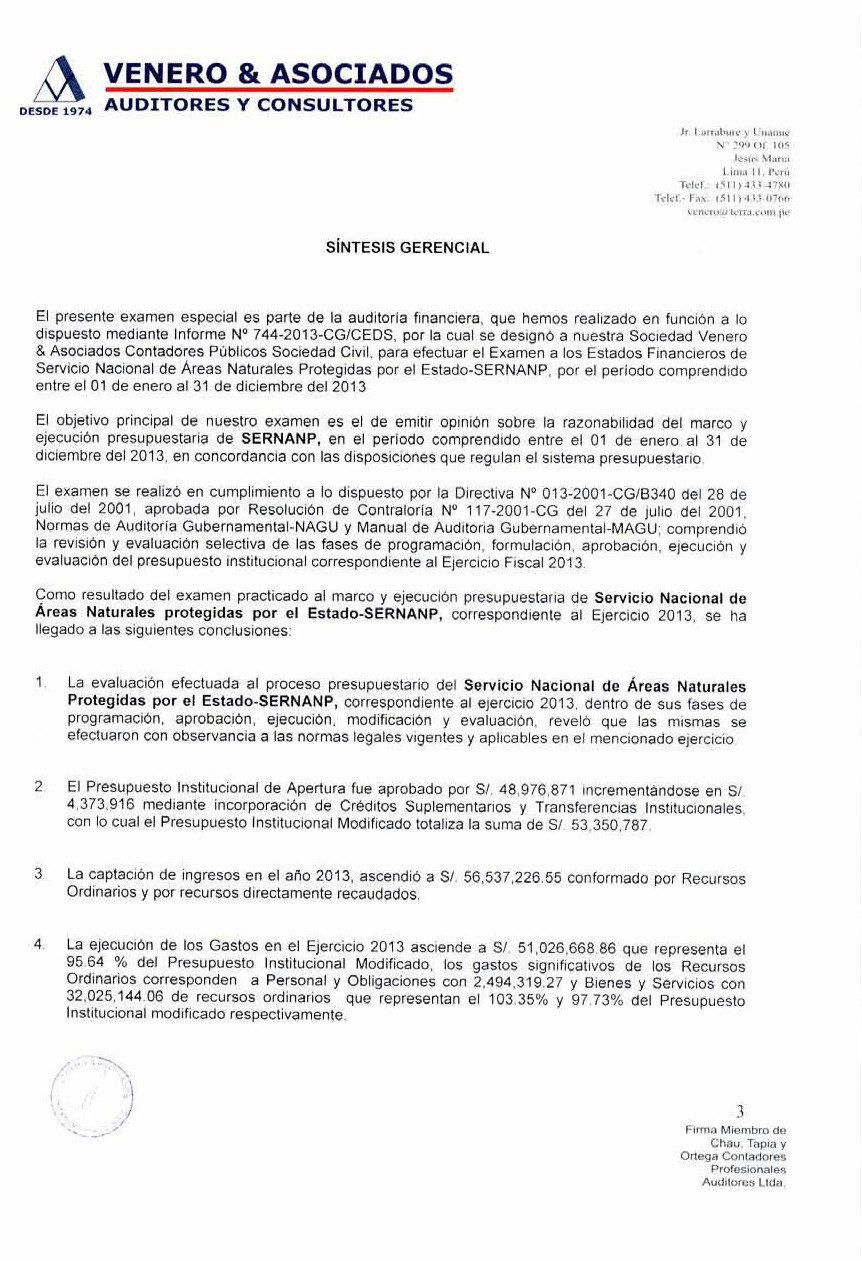 VENERO & ASOCIADOS
DESDE 1974 AUDITORES Y CONSULTORES
Jr. Larrabure y Unanue
N° 299 Of. 105
Jesús María
Lima 11, Perú
Telef.: (511) 433-4780
Telef.- Fax: (511) 433-0766
venero@terra.com.pe
SÍNTESIS GERENCIAL
El presente examen especial es parte de la auditoría financiera, que hemos realizado en función a lo
dispuesto mediante Informe Nº 744-2013-CG/CEDS, por la cual se designó a nuestra Sociedad Venero
& Asociados Contadores Públicos Sociedad Civil, para efectuar el Examen a los Estados Financieros de
Servicio Nacional de Áreas Naturales Protegidas por el Estado-SERNANP, por el período comprendido
entre el 01 de enero al 31 de diciembre del 2013
El objetivo principal de nuestro examen es el de emitir opinión sobre la razonabilidad del marco y
ejecución presupuestaria de SERNANP, en el período comprendido entre el 01 de enero al 31 de
diciembre del 2013, en concordancia con las disposiciones que regulan el sistema presupuestario.
El examen se realizó en cumplimiento a lo dispuesto por la Directiva Nº 013-2001-CG/B340 del 28 de
julio del 2001, aprobada por Resolución de Contraloría Nº 117-2001-CG del 27 de julio del 2001,
Normas de Auditoría Gubernamental-NAGU y Manual de Auditoria Gubernamental-MAGU; comprendió
la revisión y evaluación selectiva de las fases de programación, formulación, aprobación, ejecución y
evaluación del presupuesto institucional correspondiente al Ejercicio Fiscal 2013.
Como resultado del examen practicado al marco y ejecución presupuestaria de Servicio Nacional de
Áreas Naturales protegidas por el Estado-SERNANP, correspondiente al Ejercicio 2013, se ha
llegado a las siguientes conclusiones:
1. La evaluación efectuada al proceso presupuestario del Servicio Nacional de Áreas Naturales
Protegidas por el Estado-SERNANP, correspondiente al ejercicio 2013, dentro de sus fases de
programación, aprobación, ejecución, modificación y evaluación, reveló que las mismas se
efectuaron con observancia a las normas legales vigentes y aplicables en el mencionado ejercicio.
2. El Presupuesto Institucional de Apertura fue aprobado por S/. 48,976,871 incrementándose en S/.
4,373,916 mediante incorporación de Créditos Suplementarios y Transferencias Institucionales,
con lo cual el Presupuesto Institucional Modificado totaliza la suma de S/. 53,350,787.
3. La captación de ingresos en el año 2013, ascendió a S/. 56,537,226.55 conformado por Recursos
Ordinarios y por recursos directamente recaudados.
4. La ejecución de los Gastos en el Ejercicio 2013 asciende a S/. 51,026,668.86 que representa el
95.64 % del Presupuesto Institucional Modificado, los gastos significativos de los Recursos
Ordinarios corresponden a Personal y Obligaciones con 2,494,319.27 y Bienes y Servicios con
32,025,144.06 de recursos ordinarios que representan el 103.35% y 97.73% del Presupuesto
Institucional modificado respectivamente.
3
Firma Miembro de
Chau, Tapia y
Ortega Contadores
Profesionales
Auditores Ltda.